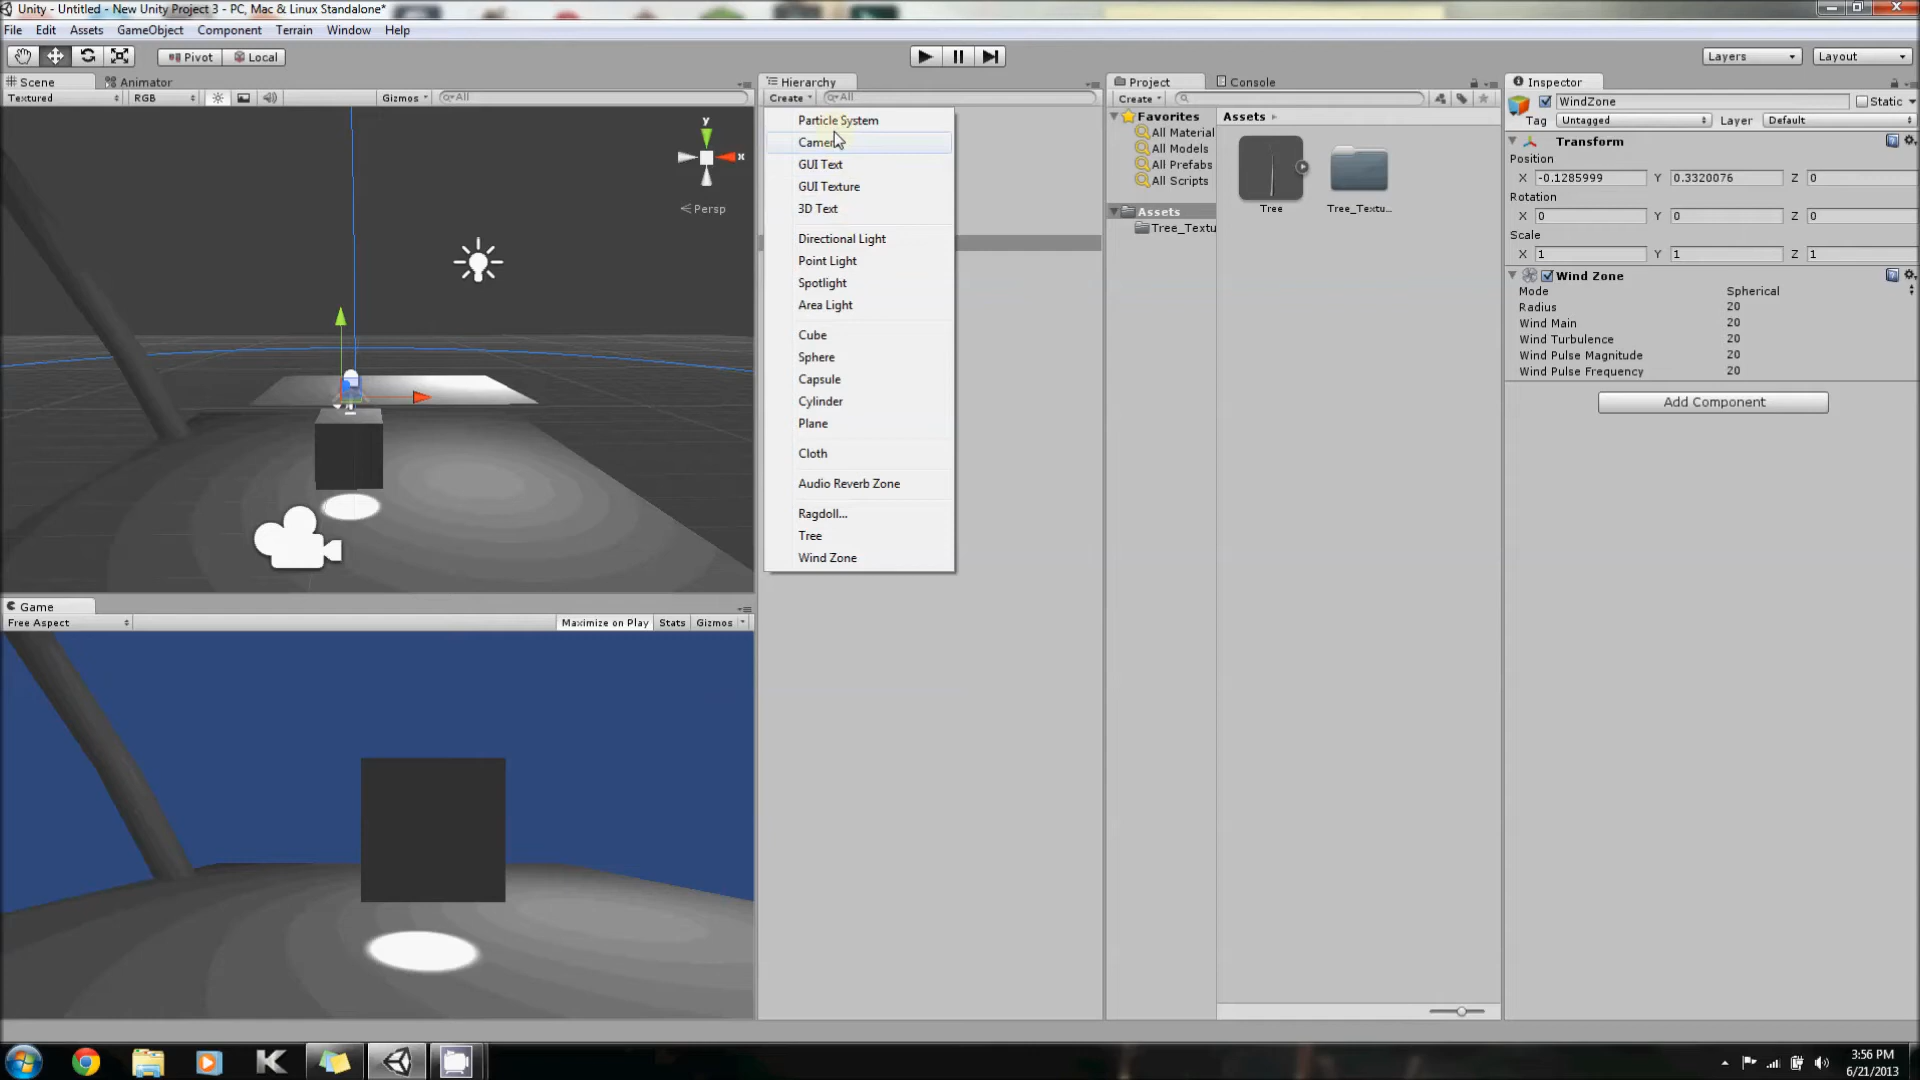 Unity - Untitled - New Unity Project 3 - PC, Mac & Linux Standalone*
File Edit Assets GameObject Component Terrain Window Help
Pivot Local Layers Layout
Scene Animator
Textured RGB Gizmos All
y
x
Persp
Game
Free Aspect Maximize on Play Stats Gizmos
Hierarchy
Create All
Particle System
Camera
GUI Text
GUI Texture
3D Text
Directional Light
Point Light
Spotlight
Area Light
Cube
Sphere
Capsule
Cylinder
Plane
Cloth
Audio Reverb Zone
Ragdoll...
Tree
Wind Zone
Project Console
Create
Favorites
All Material
All Models
All Prefabs
All Scripts
Assets
Tree_Textu
Assets
Tree Tree_Textu...
Inspector
WindZone Static
Tag Untagged Layer Default
Transform
Position
X -0.1285999 Y 0.3320076 Z 0
Rotation
X 0 Y 0 Z 0
Scale
X 1 Y 1 Z 1
Wind Zone
Mode Spherical
Radius 20
Wind Main 20
Wind Turbulence 20
Wind Pulse Magnitude 20
Wind Pulse Frequency 20
Add Component
3:56 PM
6/21/2013